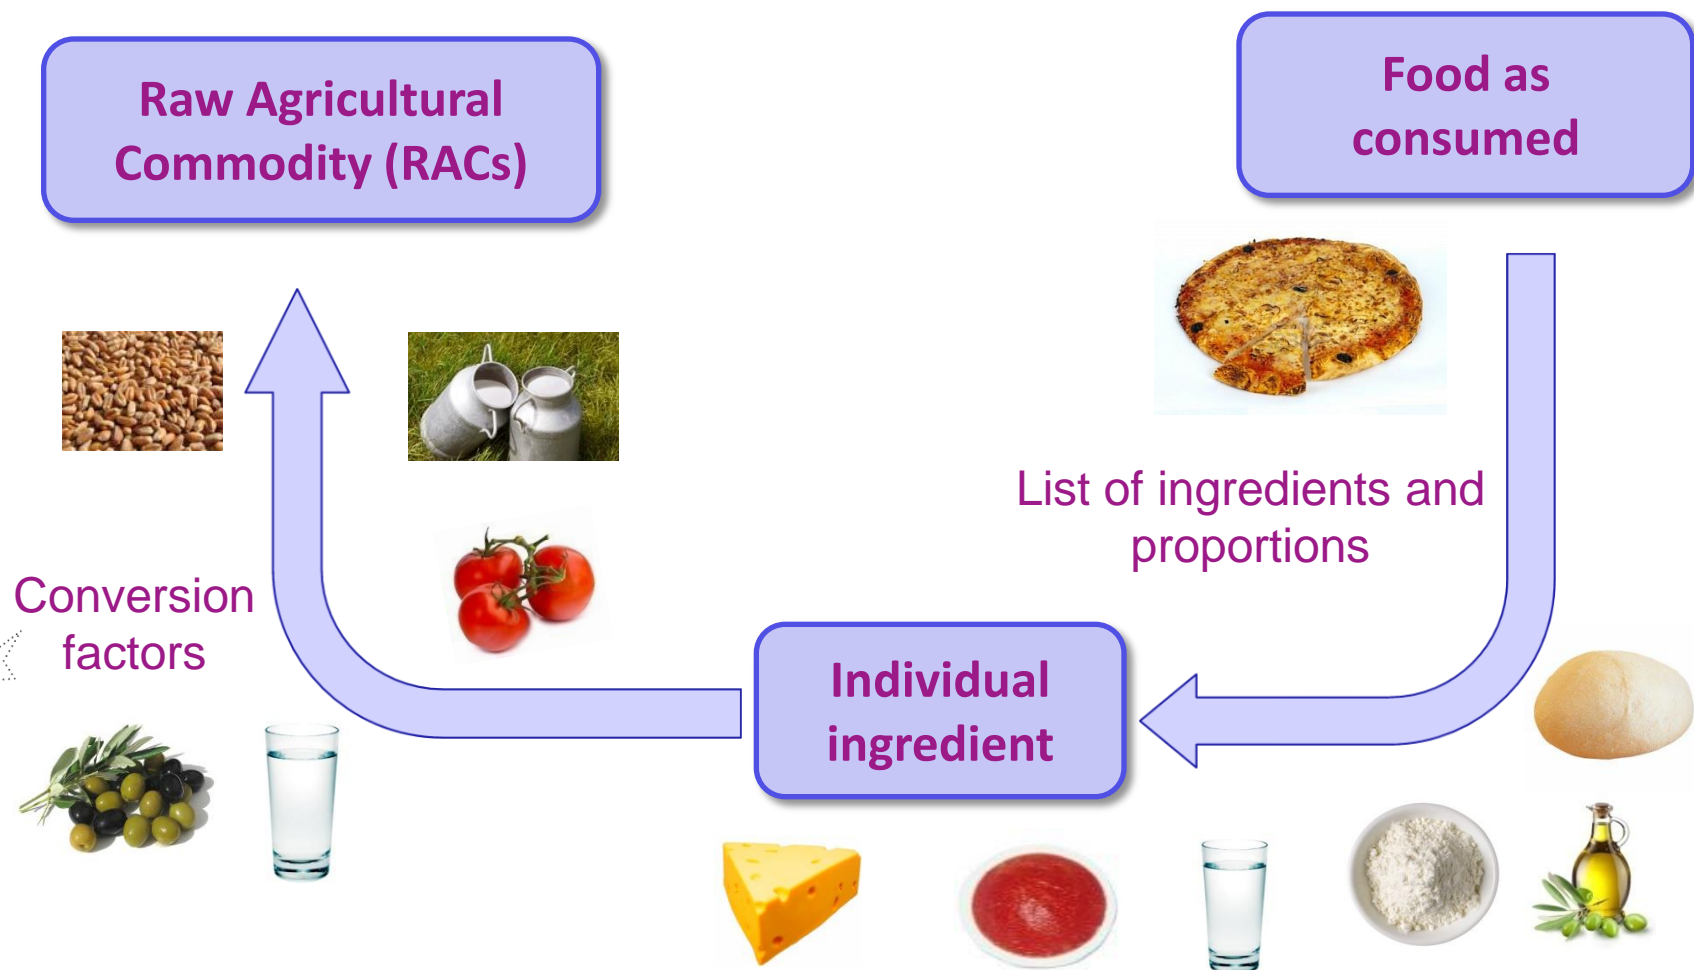 Raw Agricultural
Commodity (RACs)
Food as
consumed
List of ingredients and
proportions
Conversion
factors
Individual
ingredient